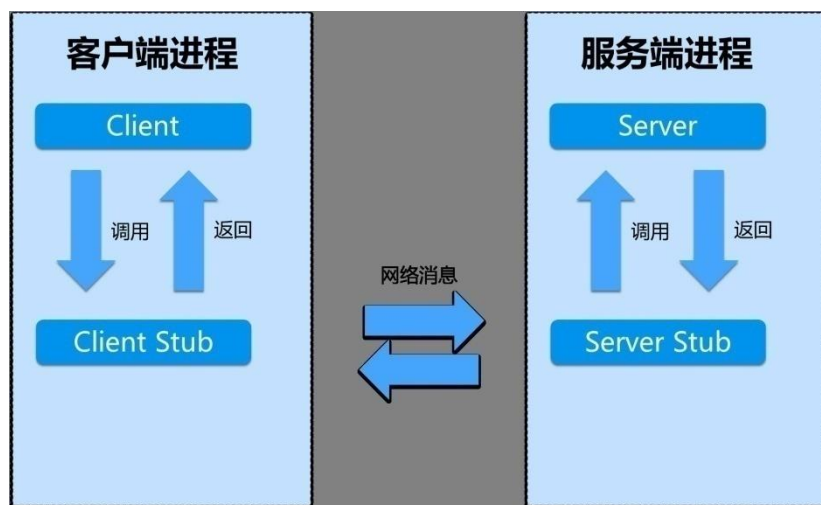 客户端进程
Client
调用
返回
Client Stub
网络消息
服务端进程
Server
调用
返回
Server Stub